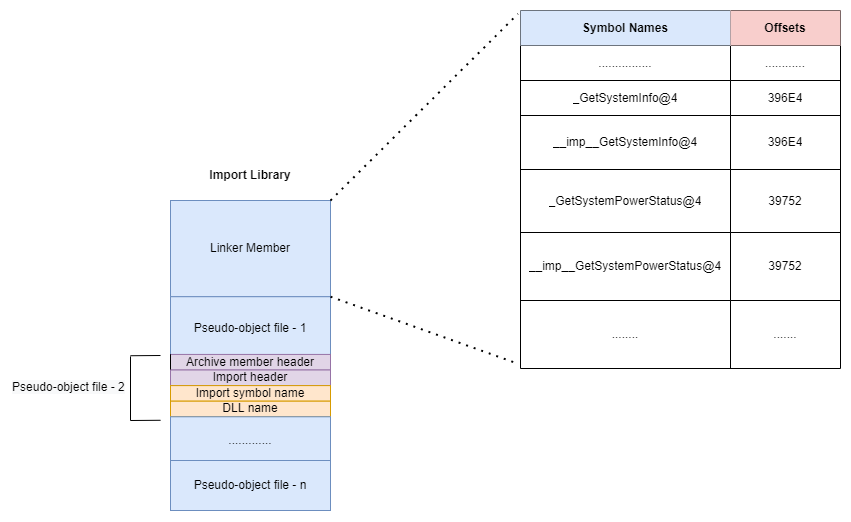 Import Library
Linker Member
Pseudo-object file - 1
Pseudo-object file - 2
Archive member header
Import header
Import symbol name
DLL name
.............
Pseudo-object file - n
Symbol Names Offsets
................ ............
_GetSystemInfo@4 396E4
__imp__GetSystemInfo@4 396E4
_GetSystemPowerStatus@4 39752
__imp__GetSystemPowerStatus@4 39752
........ .......